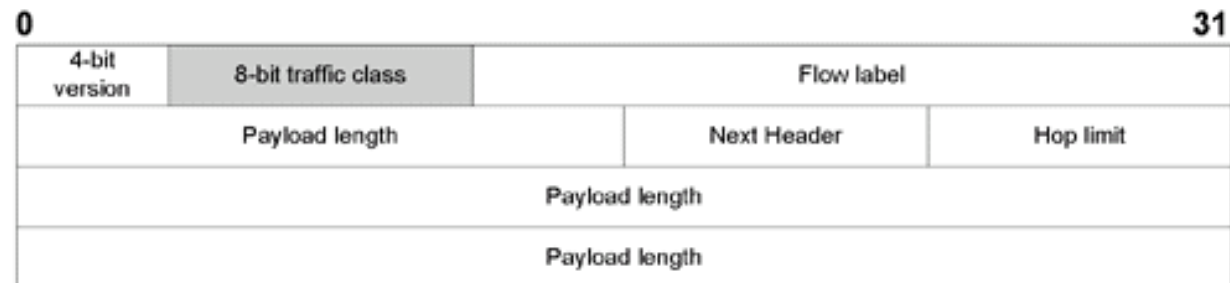 0 31
4-bit version 8-bit traffic class Flow label
Payload length Next Header Hop limit
Payload length
Payload length